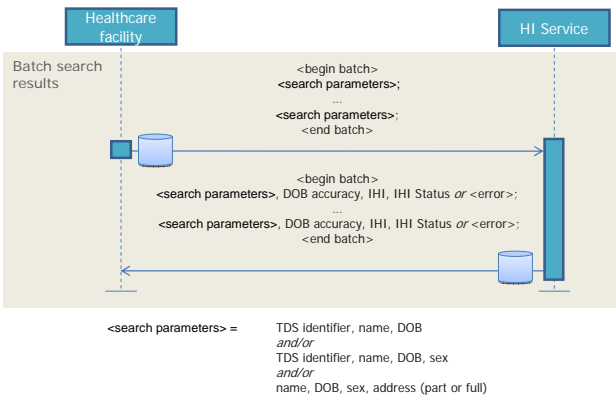 Healthcare
facility
HI Service
Batch search
results
<begin batch>
<search parameters>;
...
<search parameters>;
<end batch>
<begin batch>
<search parameters>, DOB accuracy, IHI, IHI Status or <error>;
...
<search parameters>, DOB accuracy, IHI, IHI Status or <error>;
<end batch>
<search parameters> = TDS identifier, name, DOB
and/or
TDS identifier, name, DOB, sex
and/or
name, DOB, sex, address (part or full)